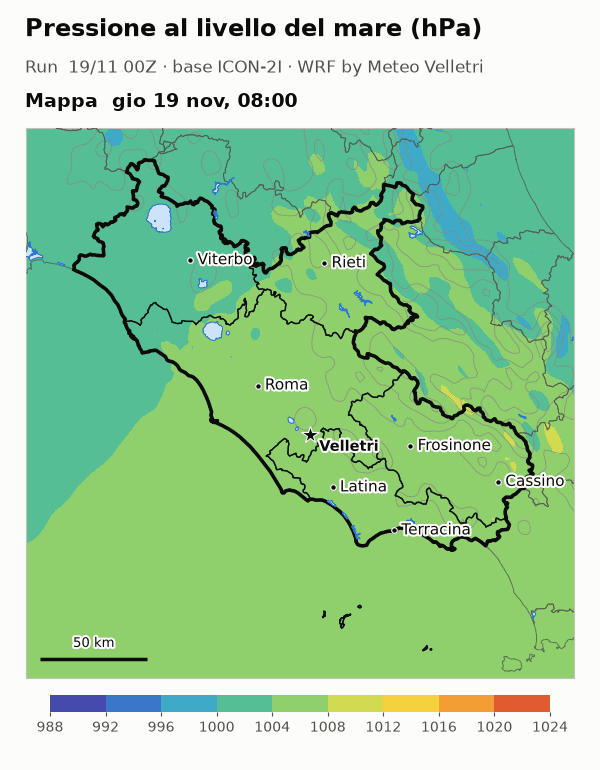 Pressione al livello del mare (hPa)
Run  19/11 00Z · base ICON-2I · WRF by Meteo Velletri
Mappa  gio 19 nov, 08:00
Viterbo
Rieti
Roma
Velletri
Frosinone
Latina
Cassino
Terracina
50 km
988 992 996 1000 1004 1008 1012 1016 1020 1024